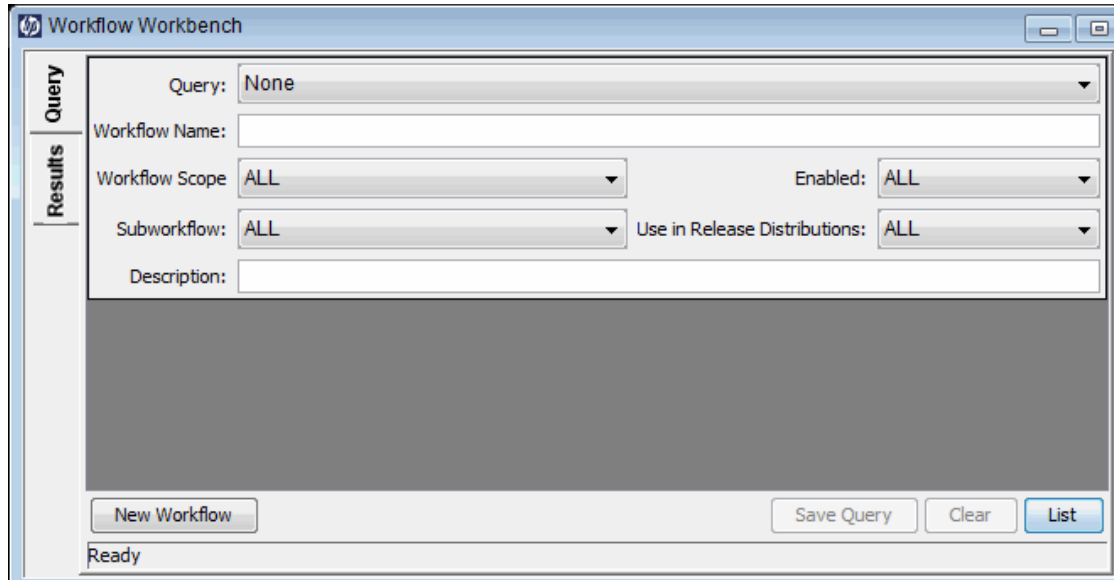 hp Workflow Workbench
Query
Results
Query: None
Workflow Name:
Workflow Scope ALL Enabled: ALL
Subworkflow: ALL Use in Release Distributions: ALL
Description:
New Workflow Save Query Clear List
Ready